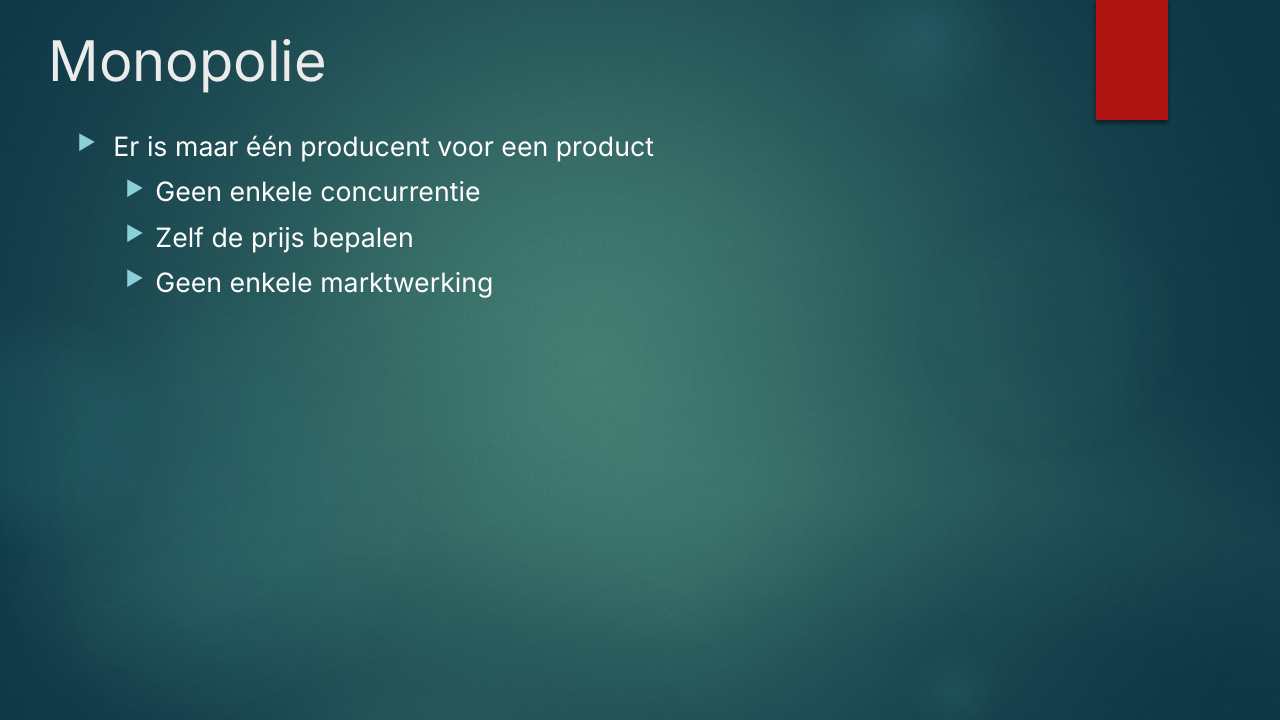 Monopolie
Er is maar één producent voor een product
Geen enkele concurrentie
Zelf de prijs bepalen
Geen enkele marktwerking